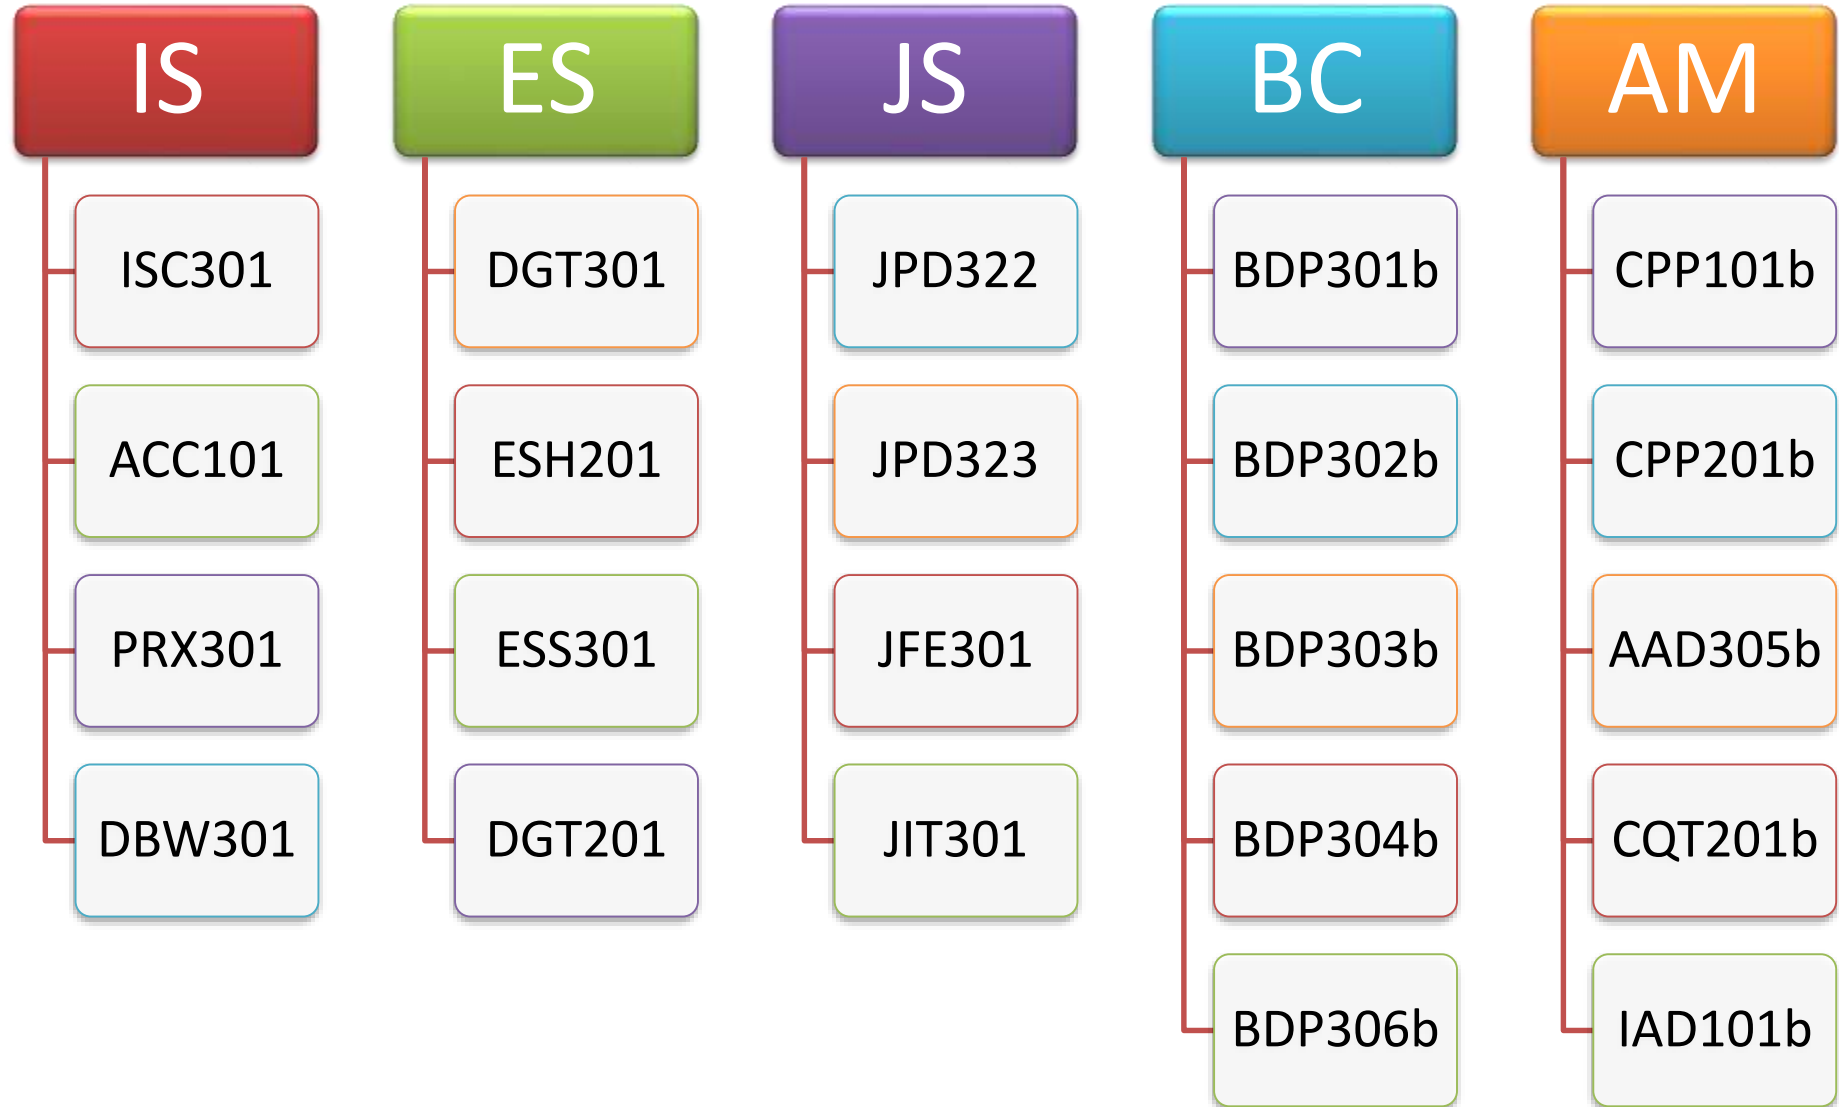 IS
ISC301
ACC101
PRX301
DBW301
ES
DGT301
ESH201
ESS301
DGT201
JS
JPD322
JPD323
JFE301
JIT301
BC
BDP301b
BDP302b
BDP303b
BDP304b
BDP306b
AM
CPP101b
CPP201b
AAD305b
CQT201b
IAD101b